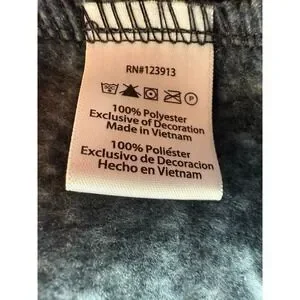 RN#123913
P
100% Polyester
Exclusive of Decoration
Made in Vietnam
100% Poliéster
Exclusivo de Decoracion
Hecho en Vietnam